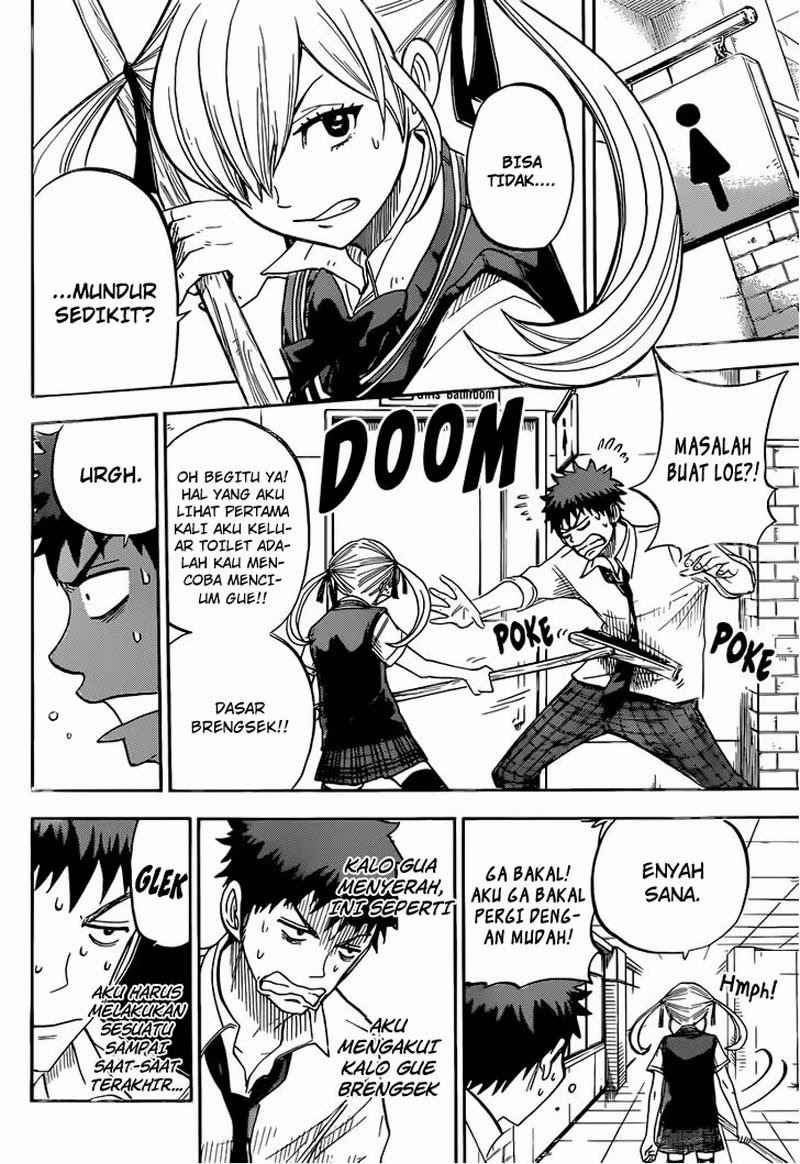 BISA
TIDAK....
...MUNDUR
SEDIKIT?
Girls Bathroom
MASALAH
BUAT LOE?!
DOOM
POKE
POKE
OH BEGITU YA!
HAL YANG AKU
LIHAT PERTAMA
KALI AKU KELU-
AR TOILET ADA-
LAH KAU MEN-
COBA MENCI-
UM GUE!!
DASAR
BRENGSEK!!
URGH.
ENYAH
SANA.
Hmph!
GA BAKAL!
AKU GA BAKAL
PERGI DENG-
AN MUDAH!
KALO GUA
MENYERAH,
INI SEPERTI
AKU
MENGAKUI
KALO GUE
BRENGSEK
GLEK
AKU HARUS
MELAKUKAN
SESUATU
SAMPAI
SAAT-SAAT
TERAKHIR...